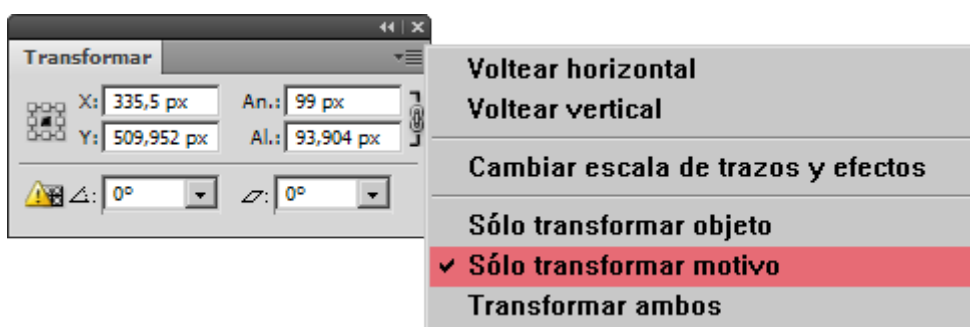 Transformar
X: 335,5 px An.: 99 px
Y: 509,952 px Al.: 93,904 px
0° 0°
Voltear horizontal
Voltear vertical
Cambiar escala de trazos y efectos
Sólo transformar objeto
Sólo transformar motivo
Transformar ambos